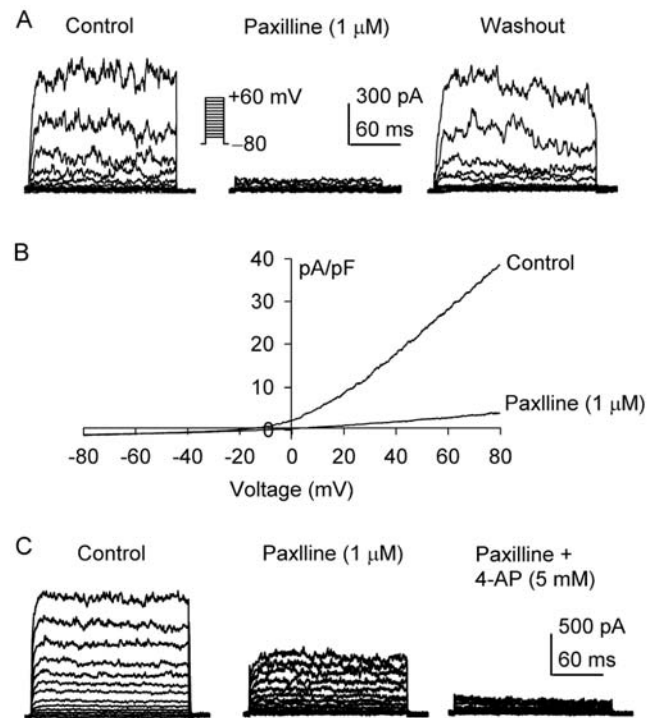 A
Control
Paxilline (1 μM)
Washout
+60 mV
–80
300 pA
60 ms
B
pA/pF
40
30
20
10
0
Control
Paxlline (1 μM)
-80 -60 -40 -20 0 20 40 60 80
Voltage (mV)
C
Control
Paxlline (1 μM)
Paxilline +
4-AP (5 mM)
500 pA
60 ms